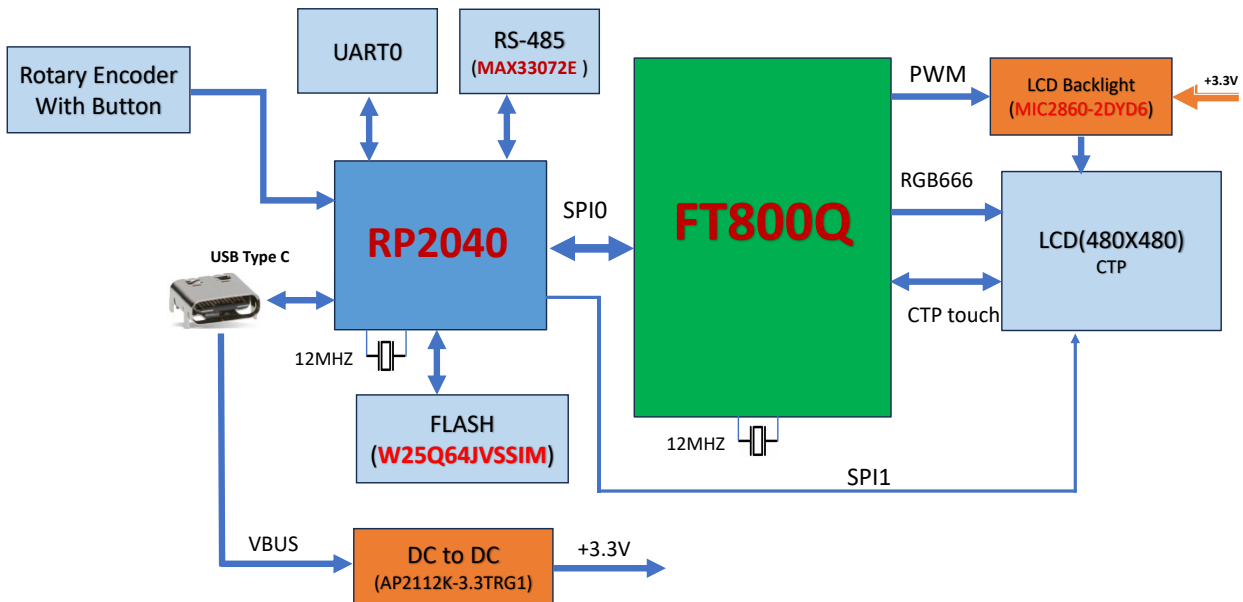 Rotary Encoder
With Button
UART0
RS-485
(MAX33072E )
PWM
LCD Backlight
(MIC2860-2DYD6)
+3.3V
RP2040
SPI0
FT800Q
RGB666
LCD(480X480)
CTP
CTP touch
USB Type C
12MHZ
FLASH
(W25Q64JVSSIM)
12MHZ
SPI1
VBUS
DC to DC
(AP2112K-3.3TRG1)
+3.3V